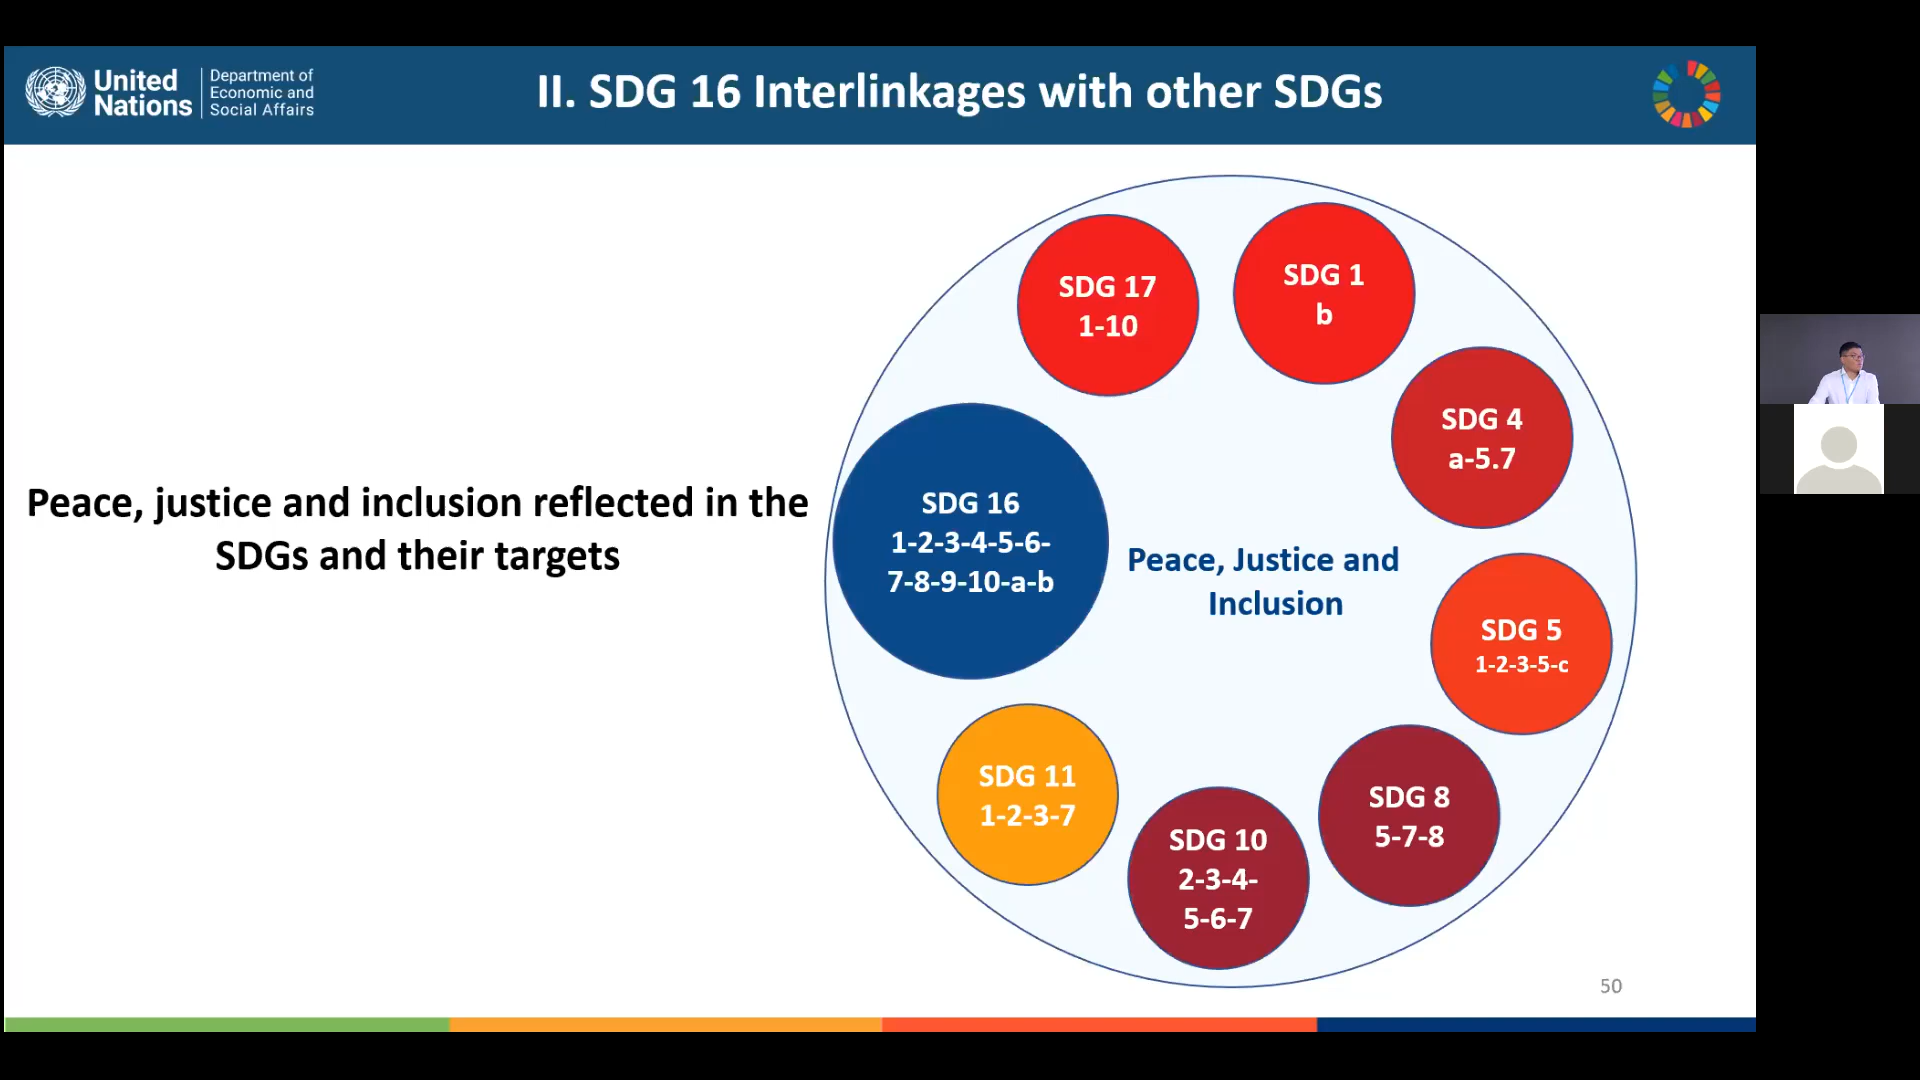 United
Nations
Department of
Economic and
Social Affairs
II. SDG 16 Interlinkages with other SDGs
Peace, justice and inclusion reflected in the
SDGs and their targets
SDG 17
1-10
SDG 1
b
SDG 4
a-5.7
SDG 16
1-2-3-4-5-6-
7-8-9-10-a-b
Peace, Justice and
Inclusion
SDG 5
1-2-3-5-c
SDG 11
1-2-3-7
SDG 8
5-7-8
SDG 10
2-3-4-
5-6-7
50